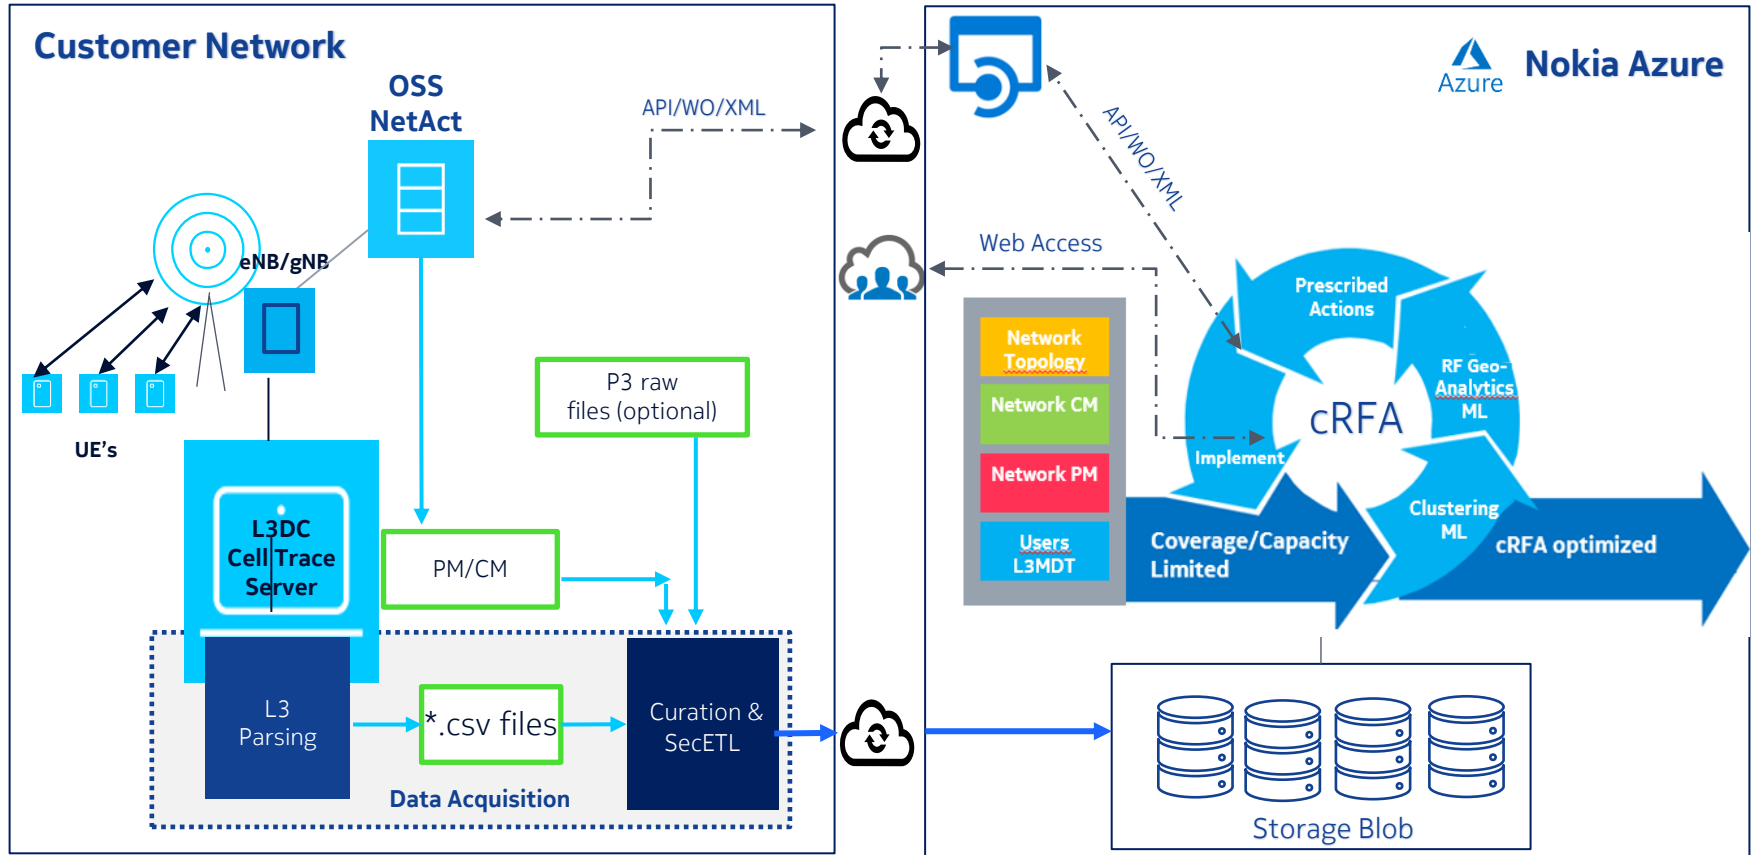 Customer Network
OSS
NetAct
API/WO/XML
eNB/gNB
UE's
P3 raw
files (optional)
L3DC
Cell Trace
Server
PM/CM
L3
Parsing
*.csv files
Curation &
SecETL
Data Acquisition
Azure
Nokia Azure
API/WO/XML
Web Access
Network
Topology
Network CM
Network PM
Users
L3MDT
Prescribed
Actions
RF Geo-
Analytics
ML
cRFA
Implement
Clustering
ML
Coverage/Capacity
Limited
cRFA optimized
Storage Blob